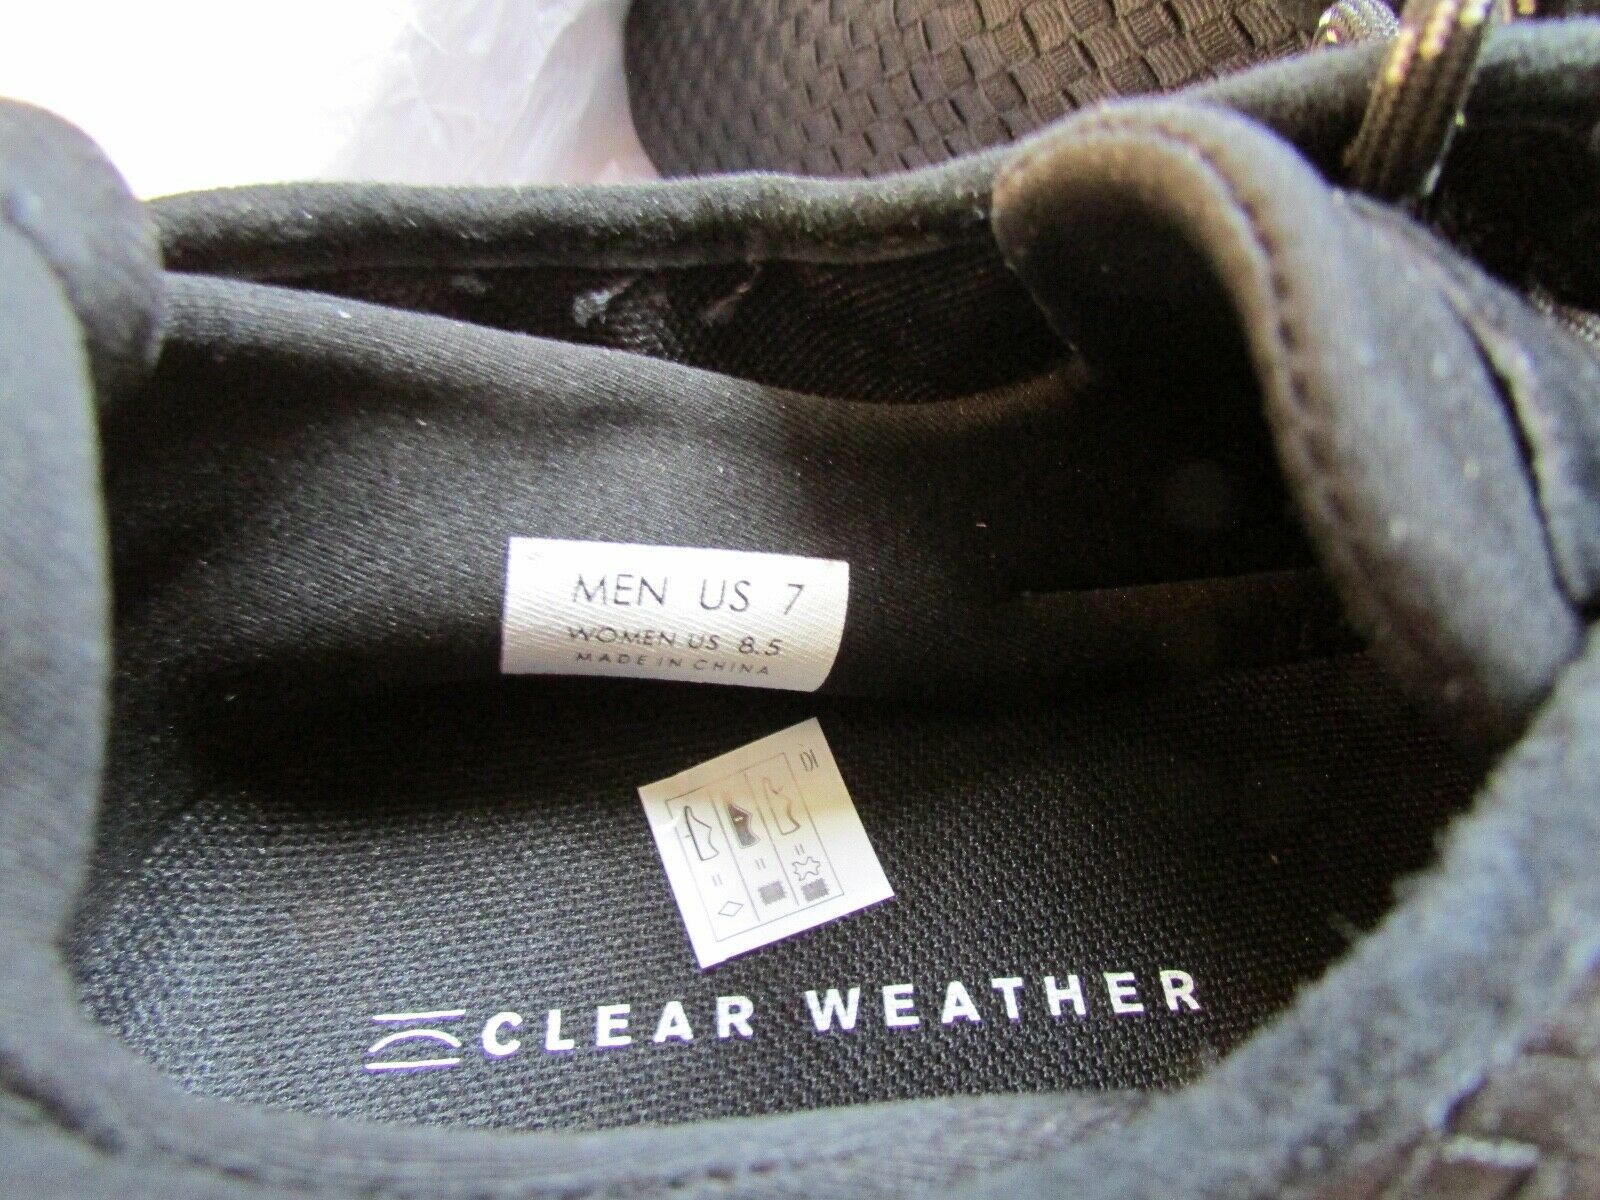 MEN US 7
WOMEN US 8.5
MADE IN CHINA
CLEAR WEATHER